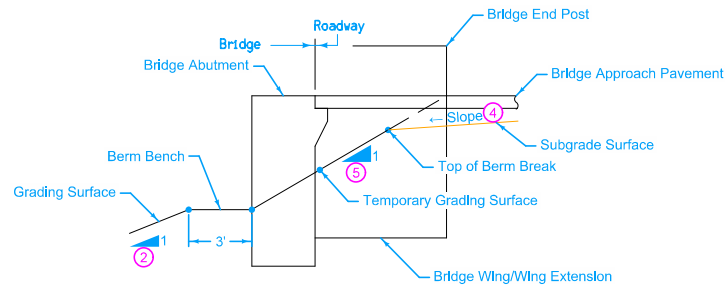 Bridge End Post
Roadway
Bridge
Bridge Abutment
Bridge Approach Pavement
← Slope 4
Subgrade Surface
1
5
Top of Berm Break
Berm Bench
Grading Surface
Temporary Grading Surface
1
2
3'
Bridge Wing/Wing Extension